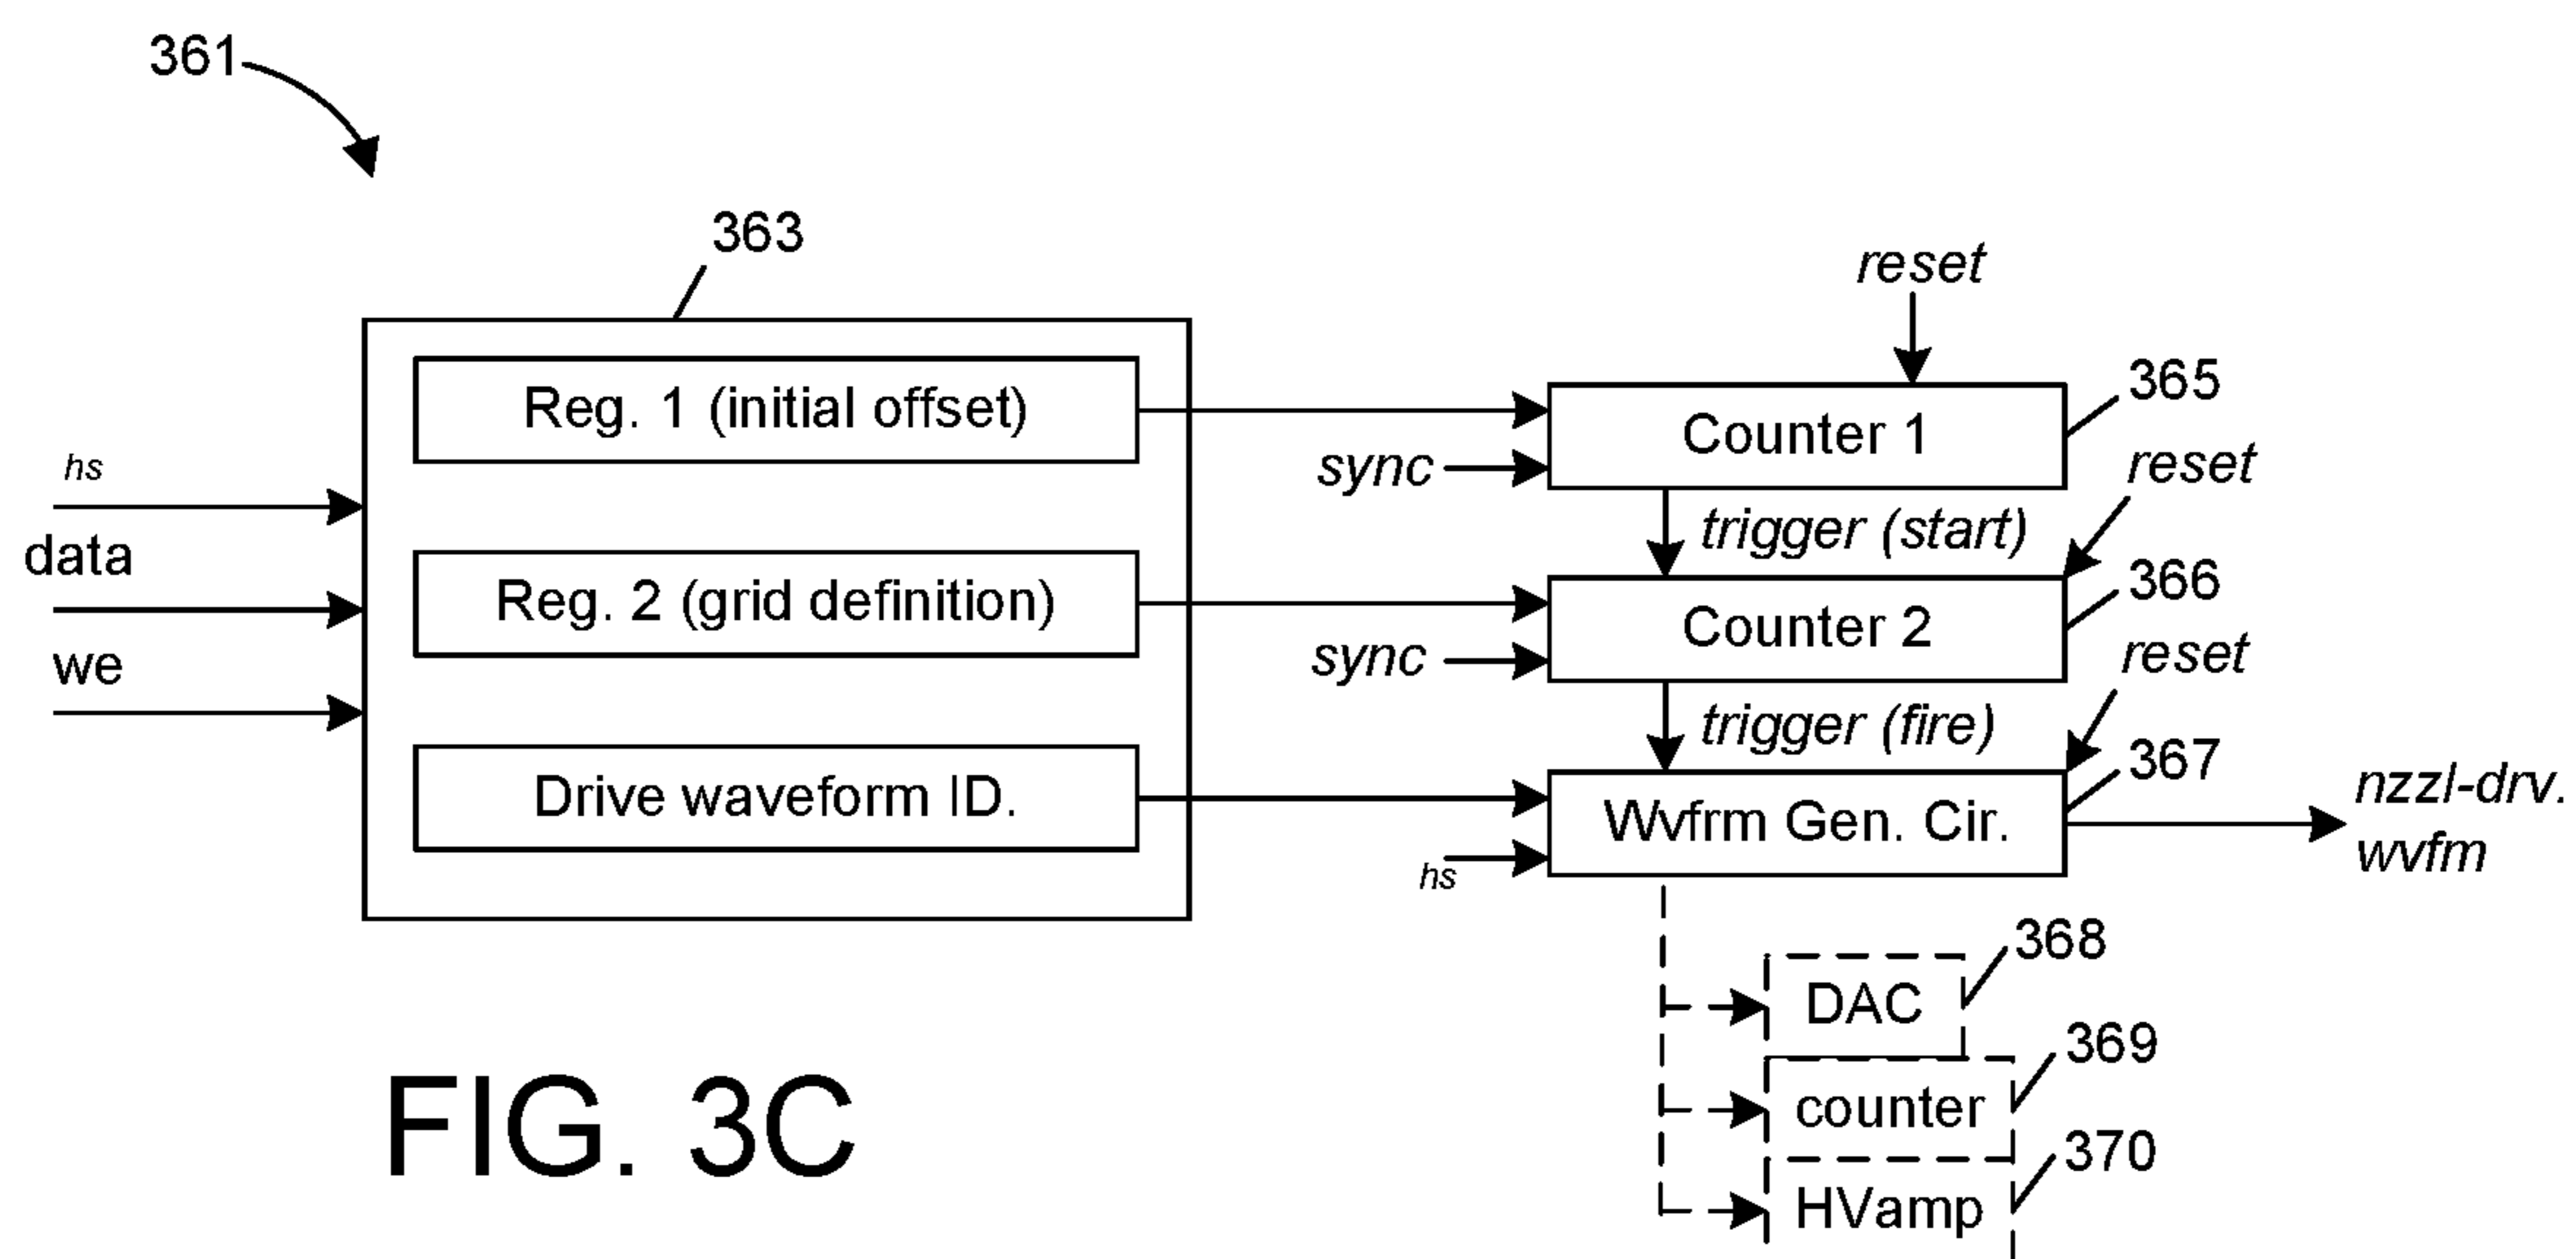 361
363
reset
Reg. 1 (initial offset)
Counter 1
365
hs
sync
reset
data
trigger (start)
Reg. 2 (grid definition)
Counter 2
366
we
sync
reset
trigger (fire)
Drive waveform ID.
Wvfrm Gen. Cir.
367
nzzl-drv.
wvfm
hs
DAC
368
counter
369
HVamp
370
FIG. 3C